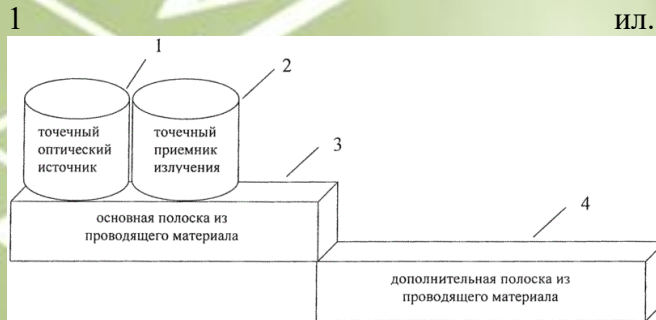 1 ил.
1
2
точечный
оптический
источник
точечный
приемник
излучения
3
основная полоска из
проводящего материала
4
дополнительная полоска из
проводящего материала